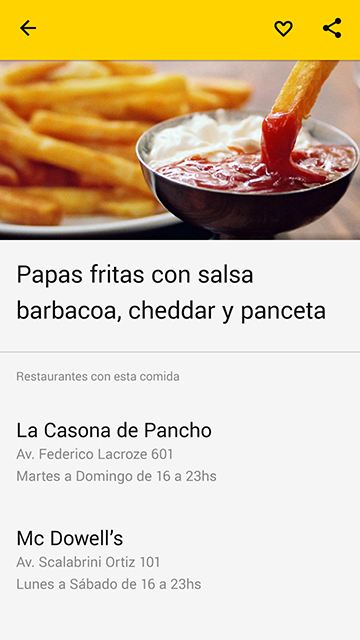 Papas fritas con salsa
barbacoa, cheddar y panceta
Restaurantes con esta comida
La Casona de Pancho
Av. Federico Lacroze 601
Martes a Domingo de 16 a 23hs
Mc Dowell’s
Av. Scalabrini Ortiz 101
Lunes a Sábado de 16 a 23hs